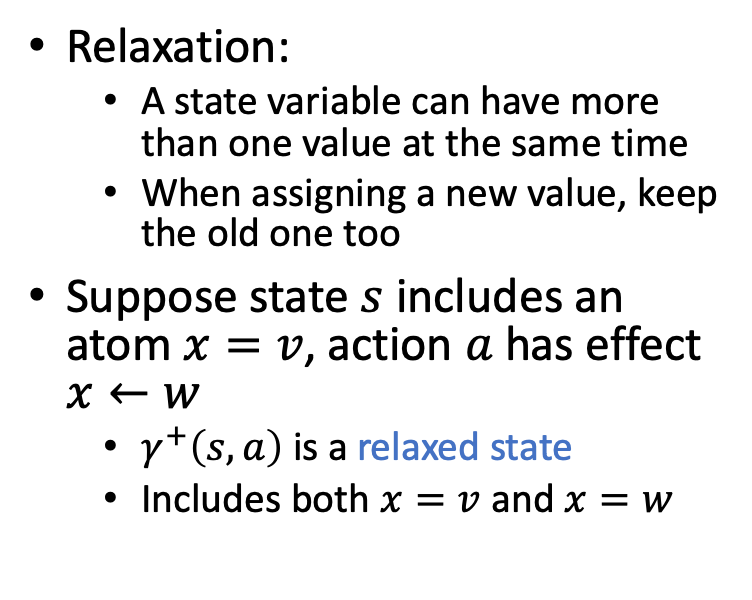 • Relaxation:
• A state variable can have more
than one value at the same time
• When assigning a new value, keep
the old one too
• Suppose state 𝑠 includes an
atom 𝑥 = 𝑣, action 𝑎 has effect
𝑥 ← 𝑤
• 𝛾⁺(𝑠, 𝑎) is a relaxed state
• Includes both 𝑥 = 𝑣 and 𝑥 = 𝑤